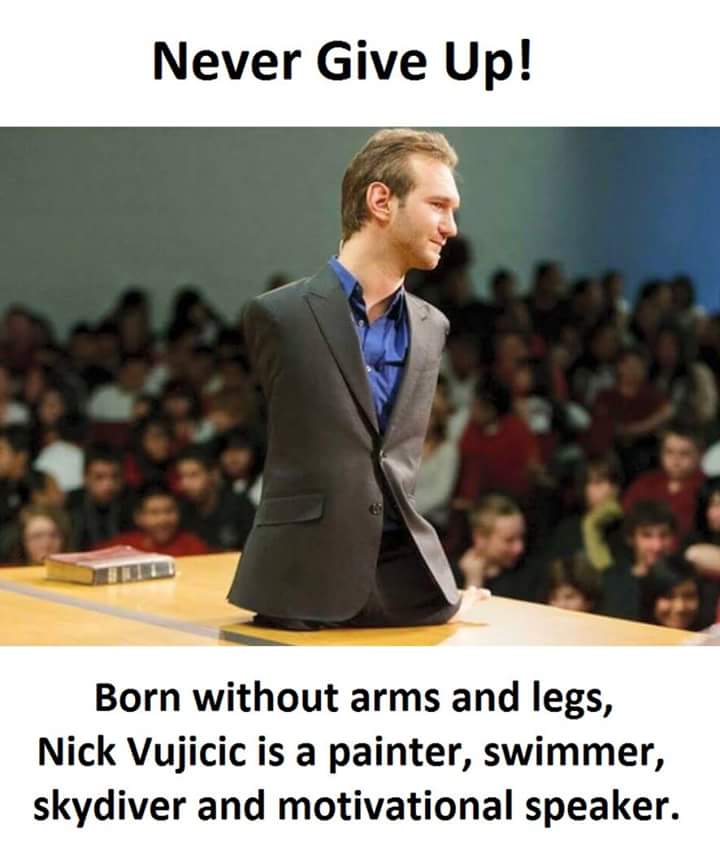 Never Give Up!
Born without arms and legs,
Nick Vujicic is a painter, swimmer,
skydiver and motivational speaker.